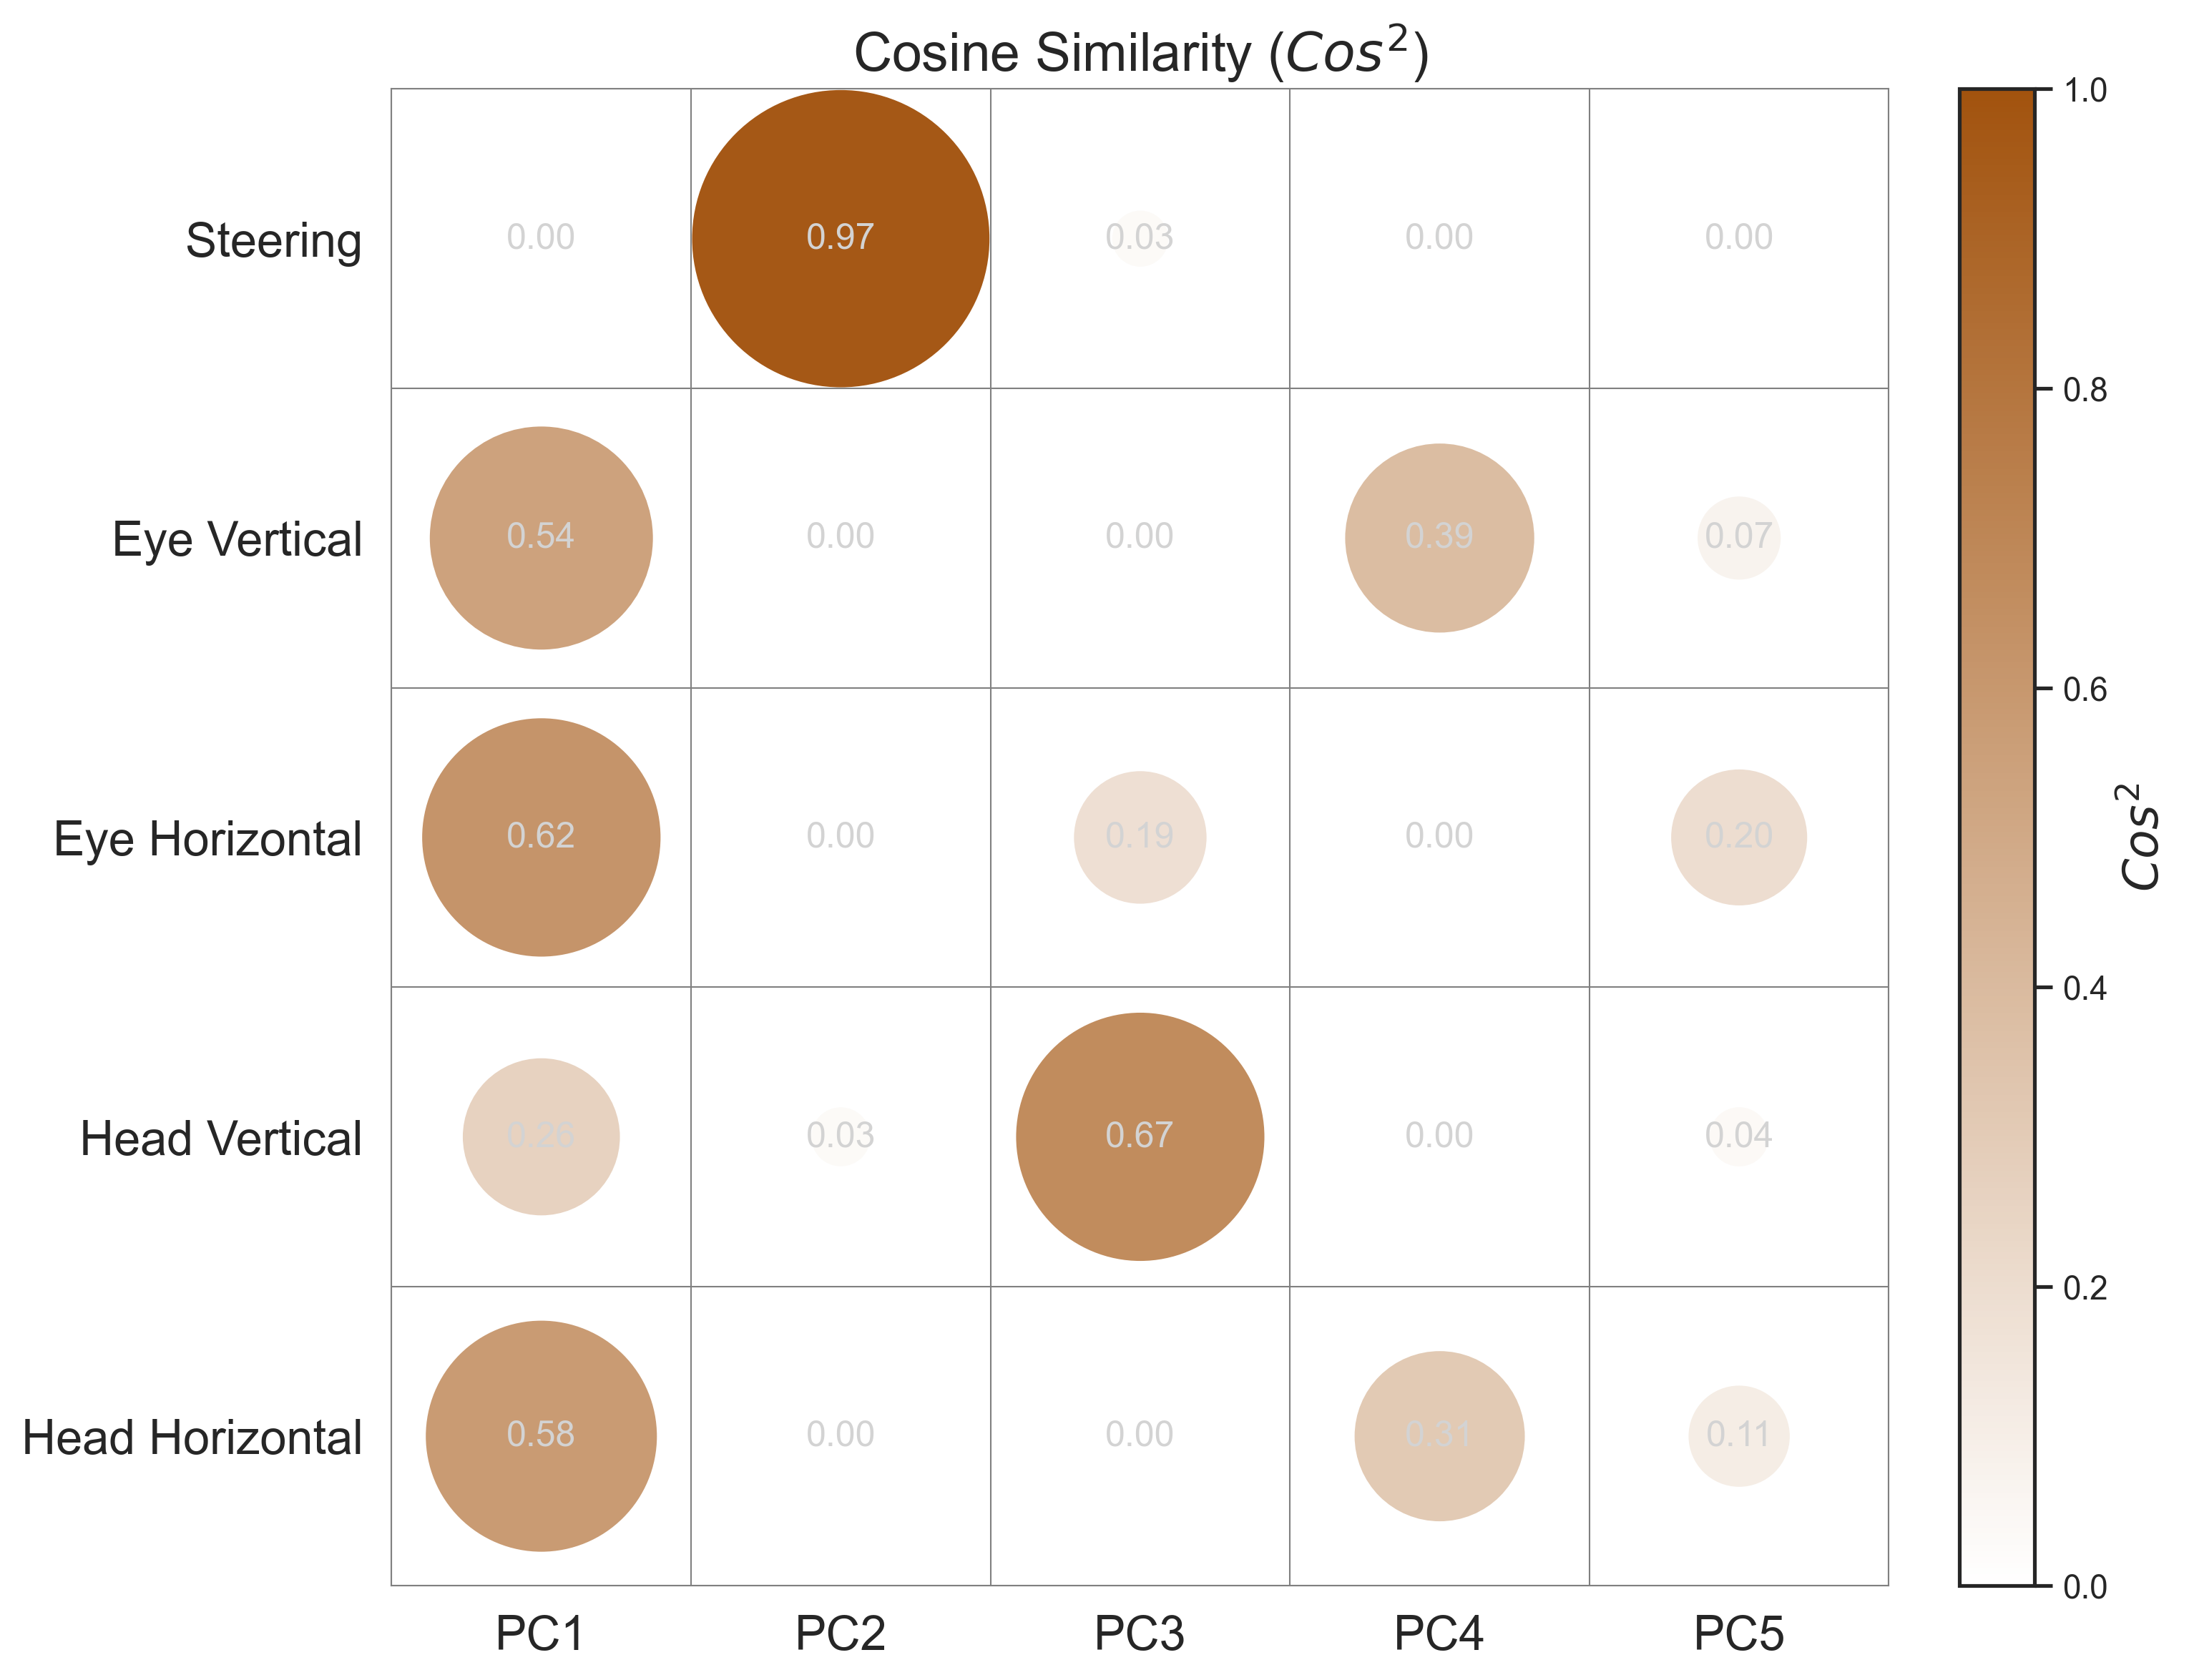 Cosine Similarity (Cos²)
Steering 0.00 0.97 0.03 0.00 0.00
Eye Vertical 0.54 0.00 0.00 0.39 0.07
Eye Horizontal 0.62 0.00 0.19 0.00 0.20
Head Vertical 0.26 0.03 0.67 0.00 0.04
Head Horizontal 0.58 0.00 0.00 0.31 0.11
PC1 PC2 PC3 PC4 PC5
1.0
0.8
0.6
0.4
0.2
0.0
Cos²